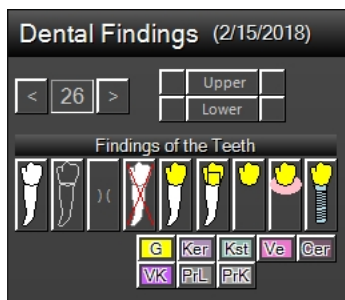 Dental Findings (2/15/2018)
< 26 >
Upper
Lower
Findings of the Teeth
)(
G Ker Kst Ve Cer
VK PrL PrK